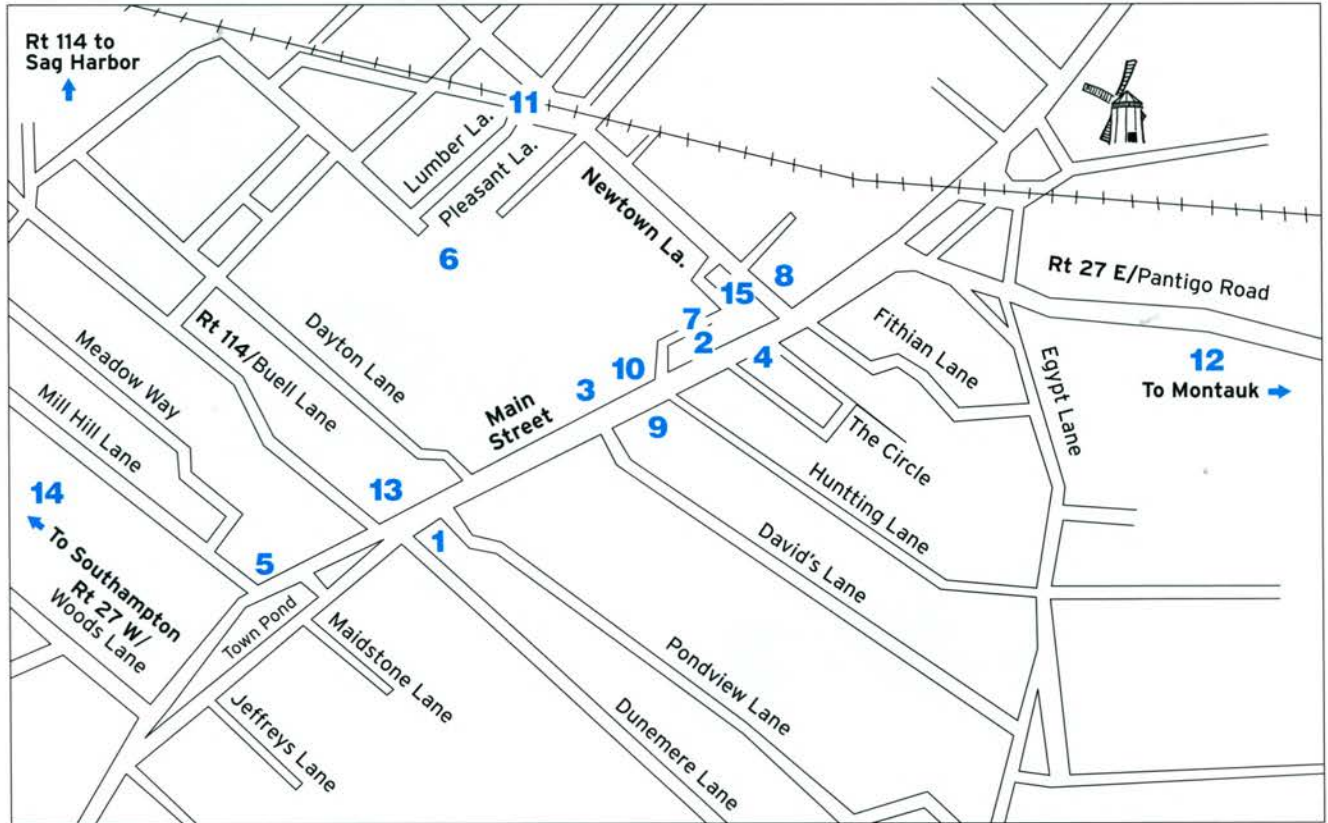 Rt 114 to
Sag Harbor
11
Lumber La.
Pleasant La.
Newtown La.
6
8
15
7
2
4
10
3
9
Rt 27 E/Pantigo Road
12
To Montauk
Fithian Lane
Egypt Lane
The Circle
Huntting Lane
David's Lane
Main
Street
Dayton Lane
Rt 114/Buell Lane
Meadow Way
Mill Hill Lane
13
14
To Southampton
Rt 27 W/
Woods Lane
5
1
Town Pond
Maidstone Lane
Jeffreys Lane
Pondview Lane
Dunemere Lane